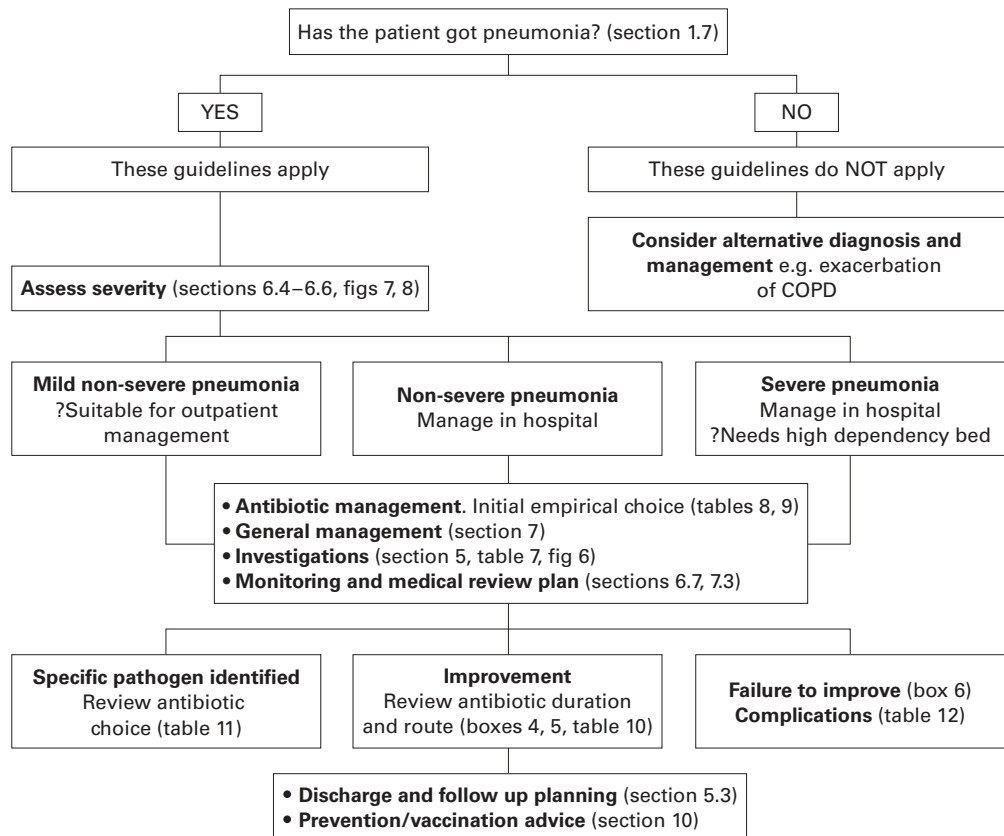 Has the patient got pneumonia? (section 1.7)
YES
NO
These guidelines apply
These guidelines do NOT apply
Consider alternative diagnosis and
management e.g. exacerbation
of COPD
Assess severity (sections 6.4–6.6, figs 7, 8)
Mild non-severe pneumonia
?Suitable for outpatient
management
Non-severe pneumonia
Manage in hospital
Severe pneumonia
Manage in hospital
?Needs high dependency bed
• Antibiotic management. Initial empirical choice (tables 8, 9)
• General management (section 7)
• Investigations (section 5, table 7, fig 6)
• Monitoring and medical review plan (sections 6.7, 7.3)
Specific pathogen identified
Review antibiotic
choice (table 11)
Improvement
Review antibiotic duration
and route (boxes 4, 5, table 10)
Failure to improve (box 6)
Complications (table 12)
• Discharge and follow up planning (section 5.3)
• Prevention/vaccination advice (section 10)